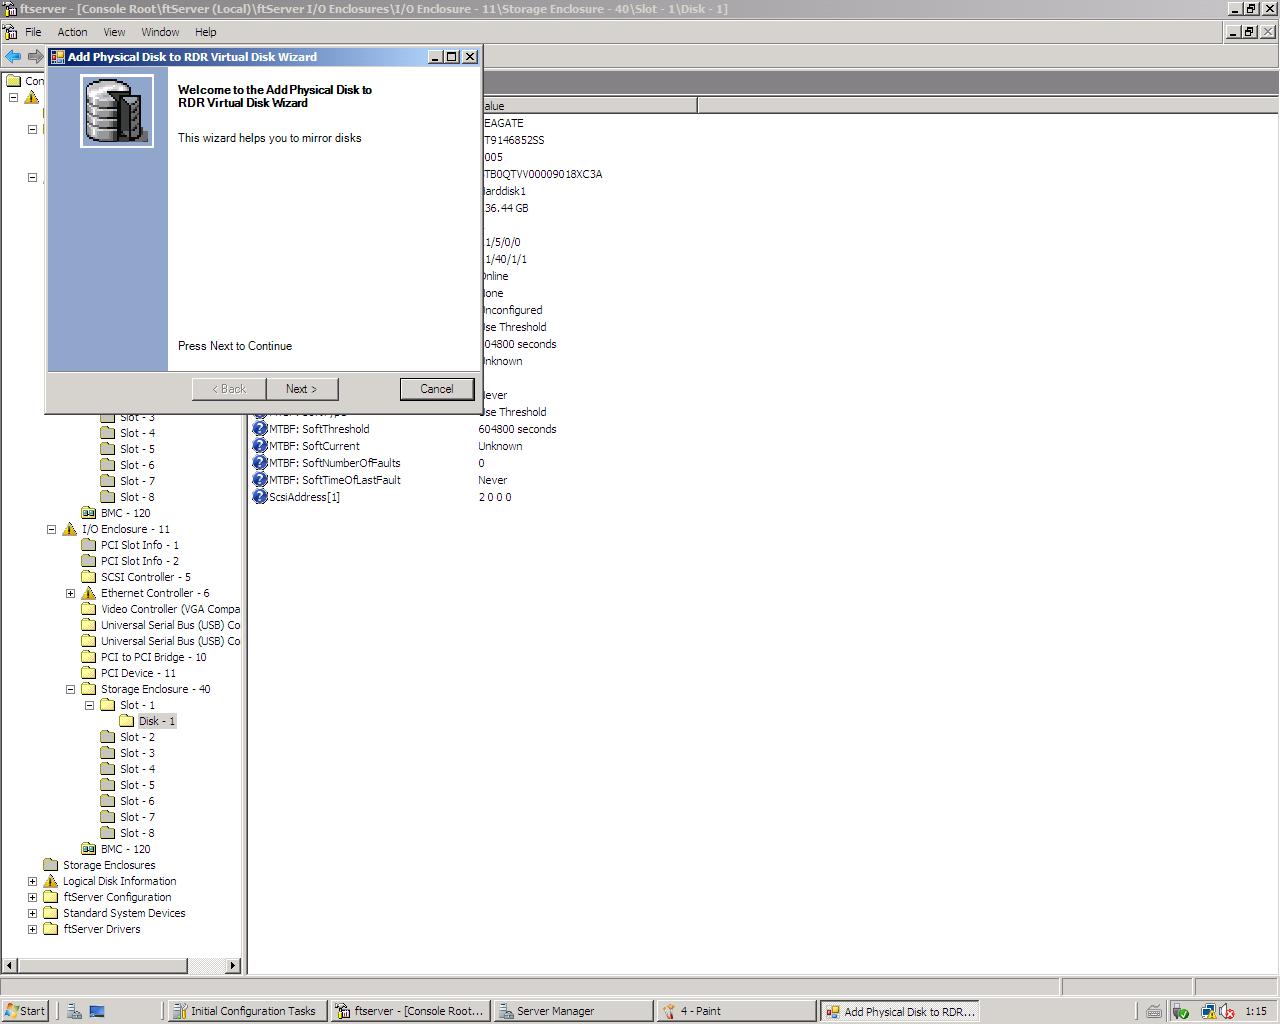 ftserver - [Console Root\ftServer (Local)\ftServer I/O Enclosures\I/O Enclosure - 11\Storage Enclosure - 40\Slot - 1\Disk - 1]
File Action View Window Help
Add Physical Disk to RDR Virtual Disk Wizard
Welcome to the Add Physical Disk to
RDR Virtual Disk Wizard
This wizard helps you to mirror disks
Press Next to Continue
< Back Next > Cancel
Con
alue
EAGATE
T9146852SS
005
TB0QTVV00009018XC3A
arddisk1
36.44 GB
1/5/0/0
1/40/1/1
Online
None
Unconfigured
Use Threshold
04800 seconds
Unknown
Never
Use Threshold
MTBF: SoftThreshold 604800 seconds
MTBF: SoftCurrent Unknown
MTBF: SoftNumberOfFaults 0
MTBF: SoftTimeOfLastFault Never
ScsiAddress[1] 2 0 0 0
Slot - 3
Slot - 4
Slot - 5
Slot - 6
Slot - 7
Slot - 8
BMC - 120
I/O Enclosure - 11
PCI Slot Info - 1
PCI Slot Info - 2
SCSI Controller - 5
Ethernet Controller - 6
Video Controller (VGA Compa
Universal Serial Bus (USB) Co
Universal Serial Bus (USB) Co
PCI to PCI Bridge - 10
PCI Device - 11
Storage Enclosure - 40
Slot - 1
Disk - 1
Slot - 2
Slot - 3
Slot - 4
Slot - 5
Slot - 6
Slot - 7
Slot - 8
BMC - 120
Storage Enclosures
Logical Disk Information
ftServer Configuration
Standard System Devices
ftServer Drivers
Start Initial Configuration Tasks ftserver - [Console Root... Server Manager 4 - Paint Add Physical Disk to RDR... 1:15